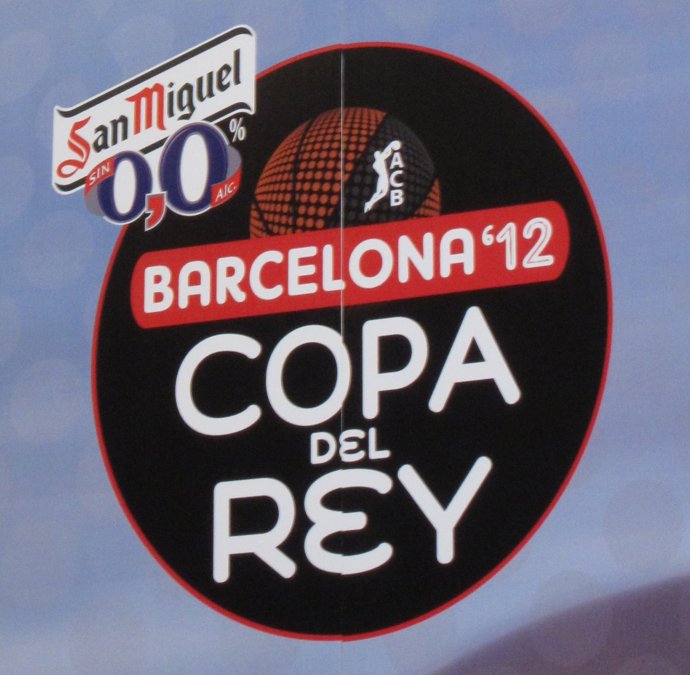 San Miguel
SIN 0,0% Alc.
ACB
BARCELONA '12
COPA
DEL
REY